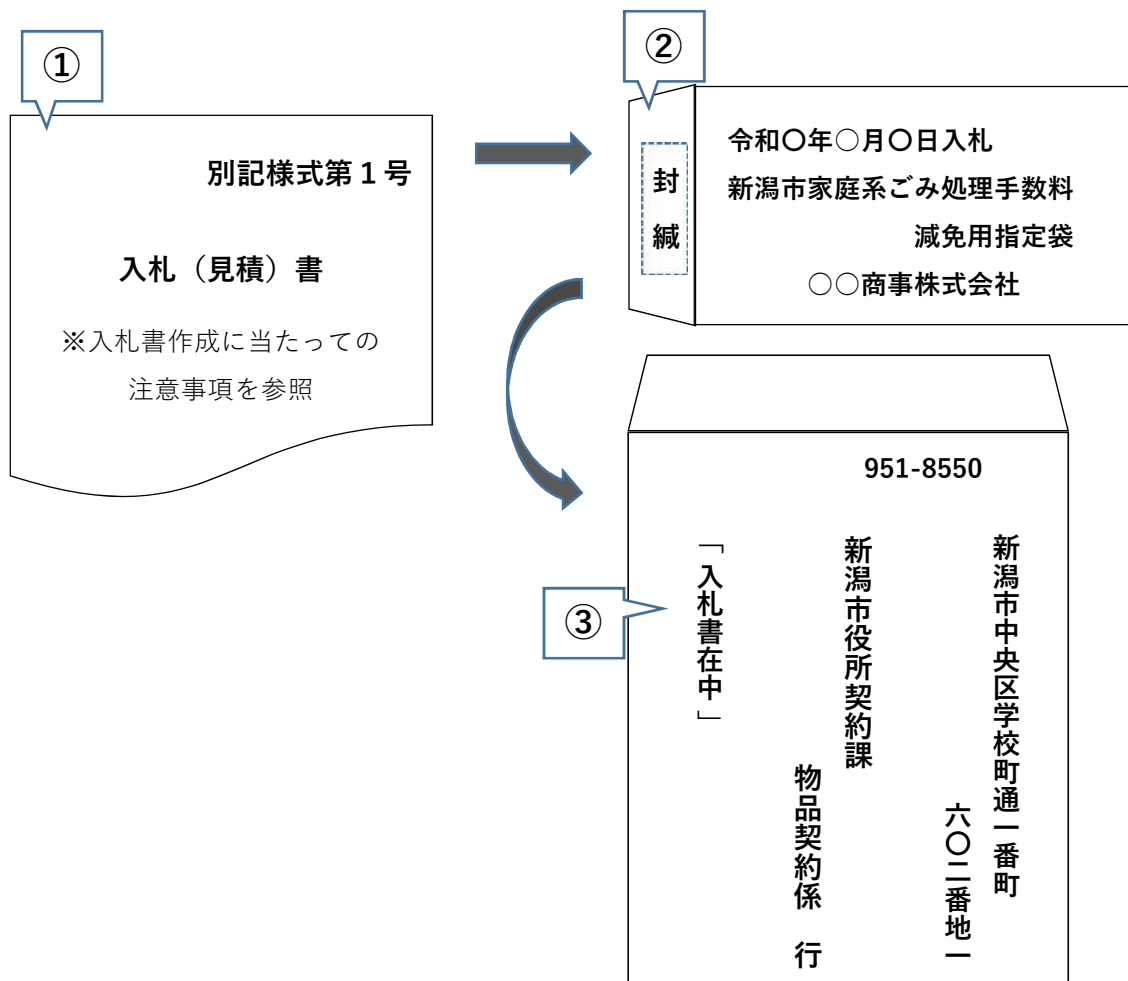 ①
別記様式第１号
入札（見積）書
※入札書作成に当たっての
注意事項を参照
②
封緘
令和〇年○月〇日入札
新潟市家庭系ごみ処理手数料
減免用指定袋
○○商事株式会社
③
951-8550
新潟市中央区学校町通一番町
六〇二番地一
新潟市役所契約課
物品契約係　行
「入札書在中」